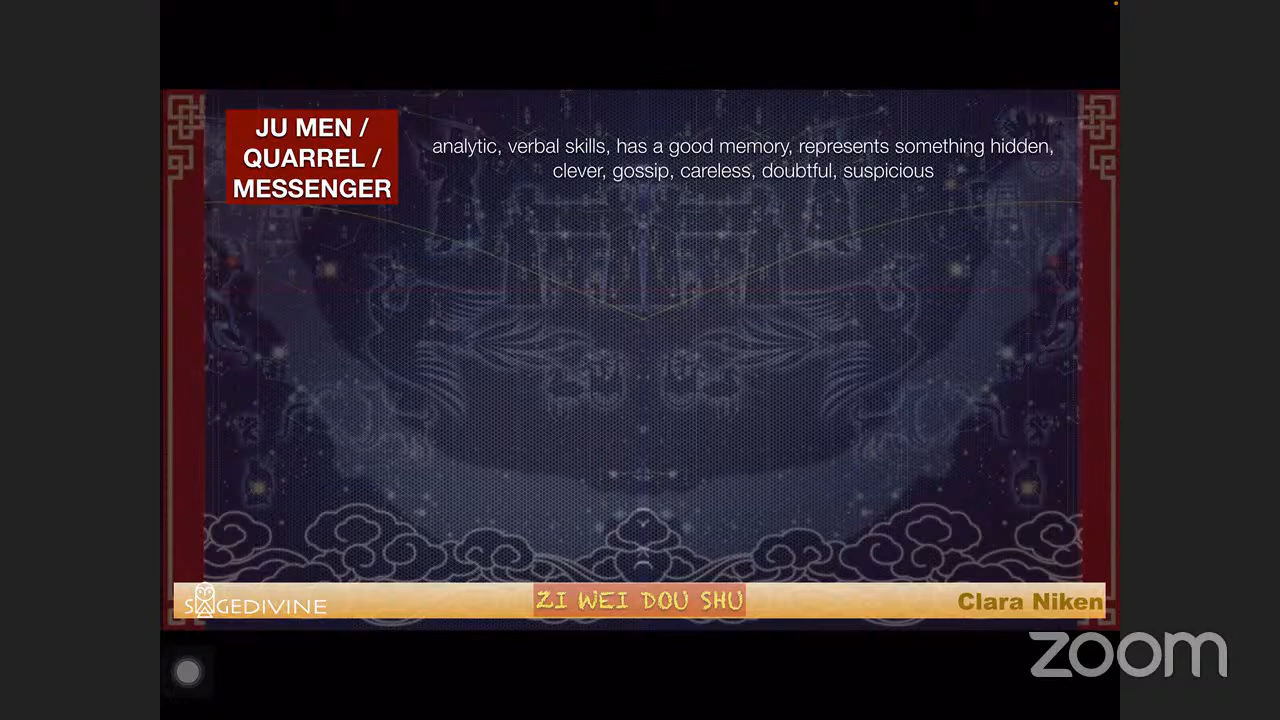 JU MEN /
QUARREL /
MESSENGER
analytic, verbal skills, has a good memory, represents something hidden,
clever, gossip, careless, doubtful, suspicious
SAGEDIVINE
ZI WEI DOU SHU
Clara Niken
zoom